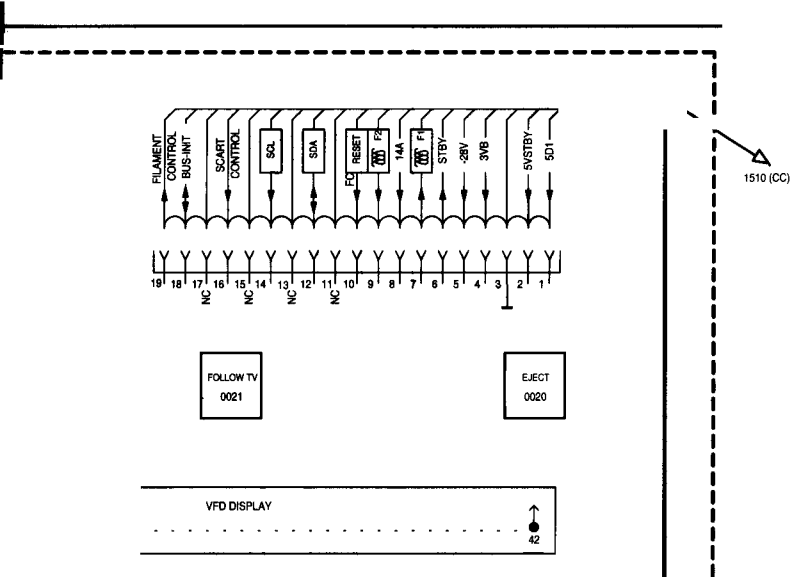 FILAMENT
CONTROL
BUS-INIT
SCART
CONTROL
SCL
SDA
RESET
F2
14A
F1
STBY
-28V
3VB
5VSTBY
5D1
1510 (CC)
19 18 17 16 15 14 13 12 11 10 9 8 7 6 5 4 3 2 1
NC NC NC NC
FOLLOW TV
0021
EJECT
0020
VFD DISPLAY
42